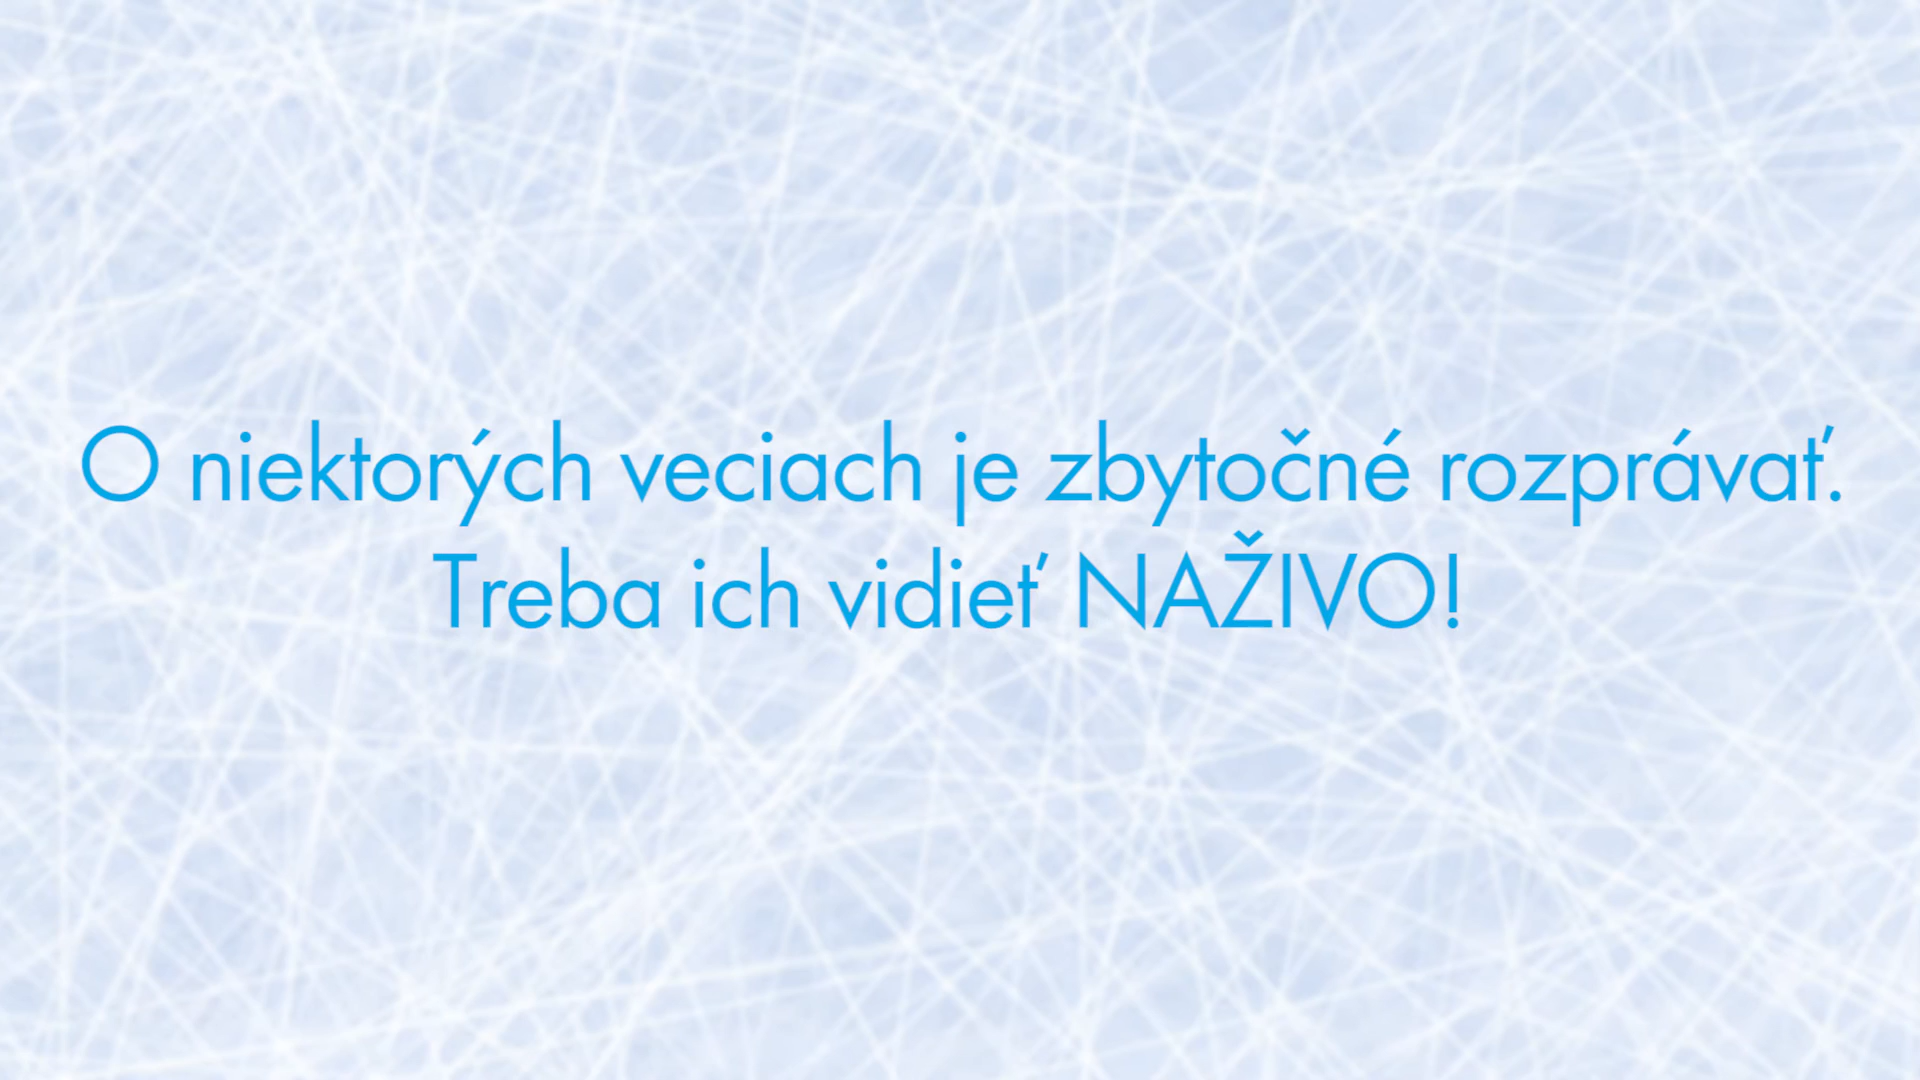 O niektorých veciach je zbytočné rozprávať.
Treba ich vidieť NAŽIVO!